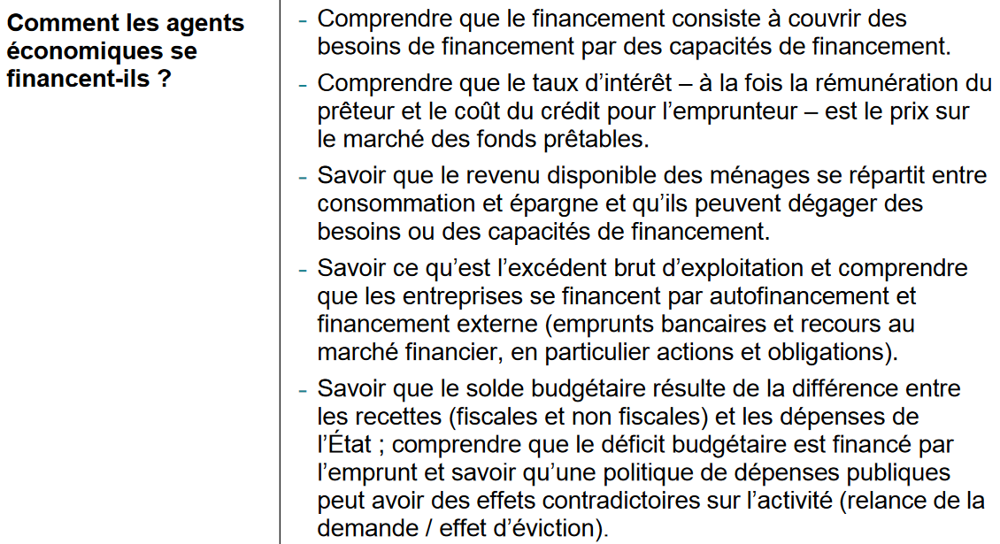 Comment les agents
économiques se
financent-ils ?
- Comprendre que le financement consiste à couvrir des
besoins de financement par des capacités de financement.
- Comprendre que le taux d’intérêt – à la fois la rémunération du
prêteur et le coût du crédit pour l’emprunteur – est le prix sur
le marché des fonds prêtables.
- Savoir que le revenu disponible des ménages se répartit entre
consommation et épargne et qu’ils peuvent dégager des
besoins ou des capacités de financement.
- Savoir ce qu’est l’excédent brut d’exploitation et comprendre
que les entreprises se financent par autofinancement et
financement externe (emprunts bancaires et recours au
marché financier, en particulier actions et obligations).
- Savoir que le solde budgétaire résulte de la différence entre
les recettes (fiscales et non fiscales) et les dépenses de
l’État ; comprendre que le déficit budgétaire est financé par
l’emprunt et savoir qu’une politique de dépenses publiques
peut avoir des effets contradictoires sur l’activité (relance de la
demande / effet d’éviction).